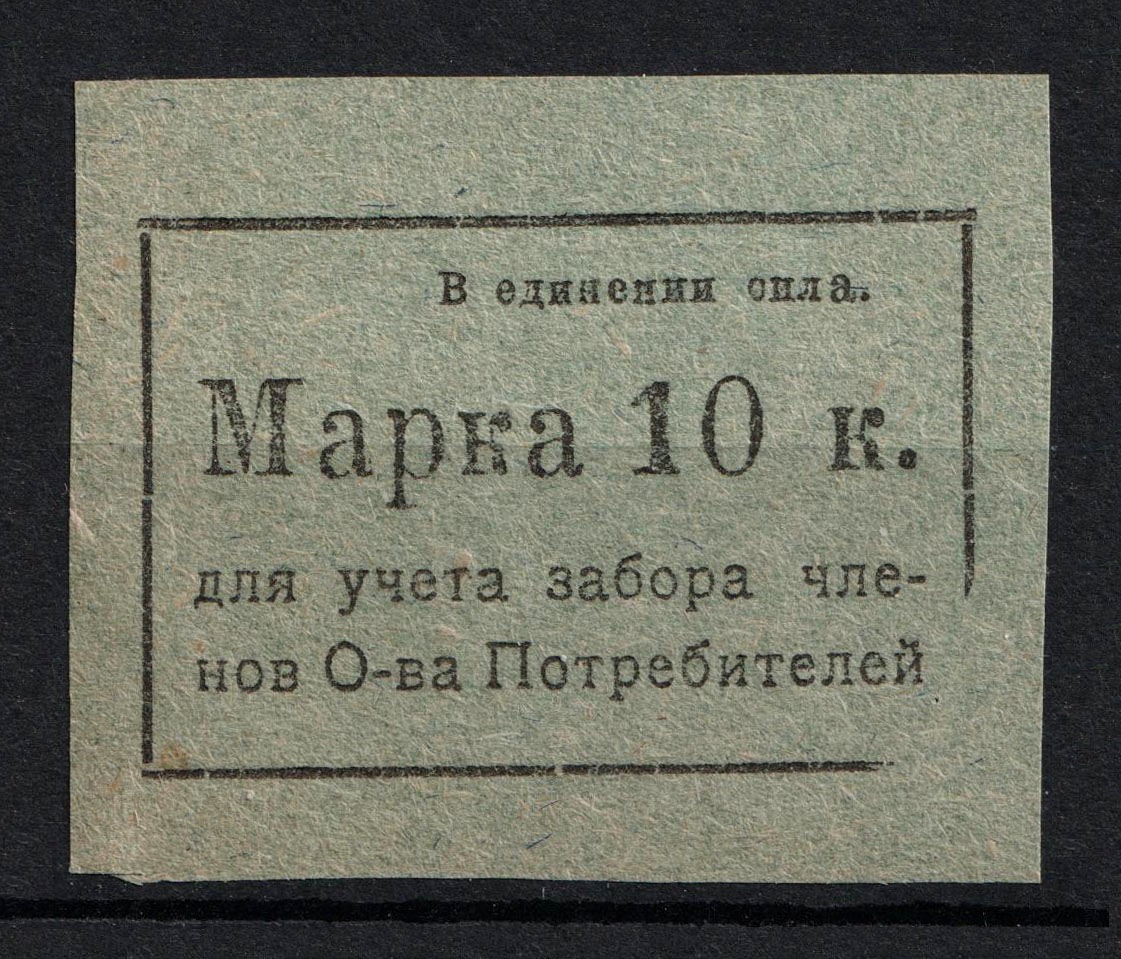 В единении сила.
Марка 10 к.
для учета забора чле-
нов О-ва Потребителей